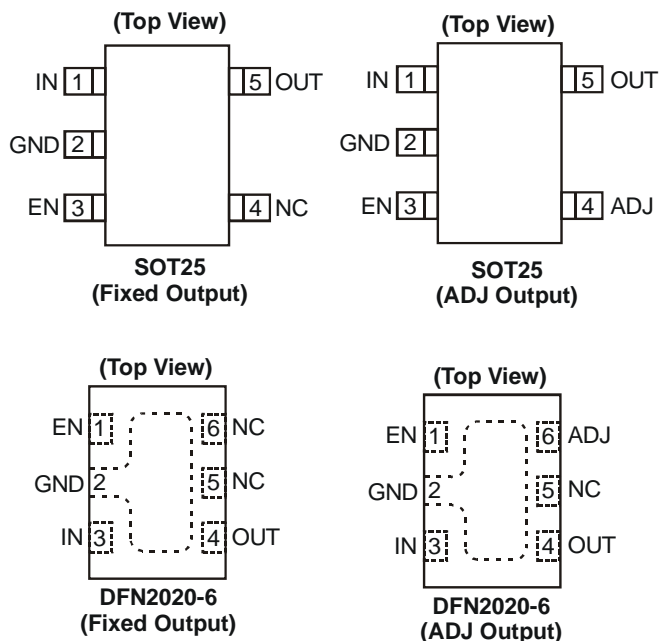 (Top View)
IN 1 5 OUT
GND 2
EN 3 4 NC
SOT25
(Fixed Output)
(Top View)
IN 1 5 OUT
GND 2
EN 3 4 ADJ
SOT25
(ADJ Output)
(Top View)
EN 1 6 NC
GND 2 5 NC
IN 3 4 OUT
DFN2020-6
(Fixed Output)
(Top View)
EN 1 6 ADJ
GND 2 5 NC
IN 3 4 OUT
DFN2020-6
(ADJ Output)